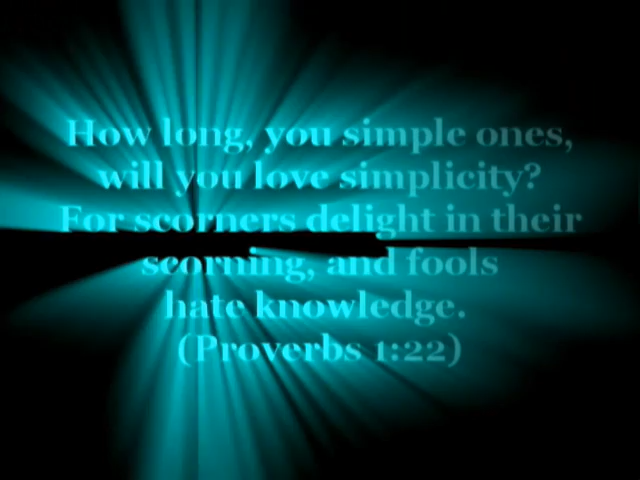 How long, you simple ones,
will you love simplicity?
For scorners delight in their
scorning, and fools
hate knowledge.
(Proverbs 1:22)